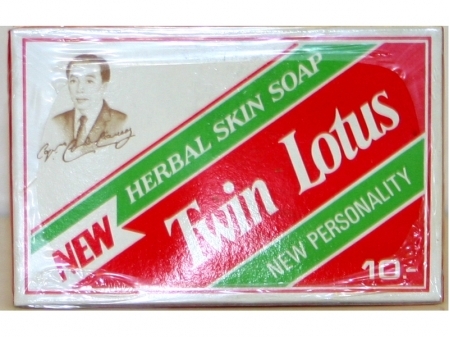 HERBAL SKIN SOAP
NEW
Twin Lotus
NEW PERSONALITY
10.-